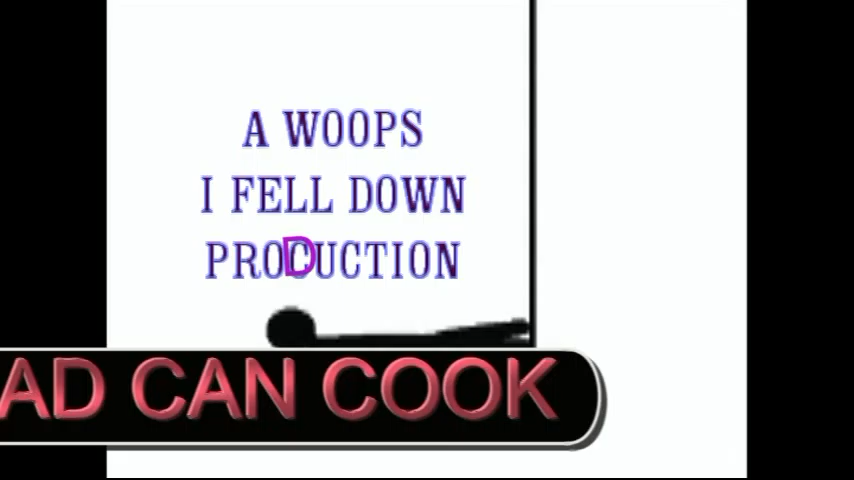 A WOOPS
I FELL DOWN
PRODUCTION
AD CAN COOK